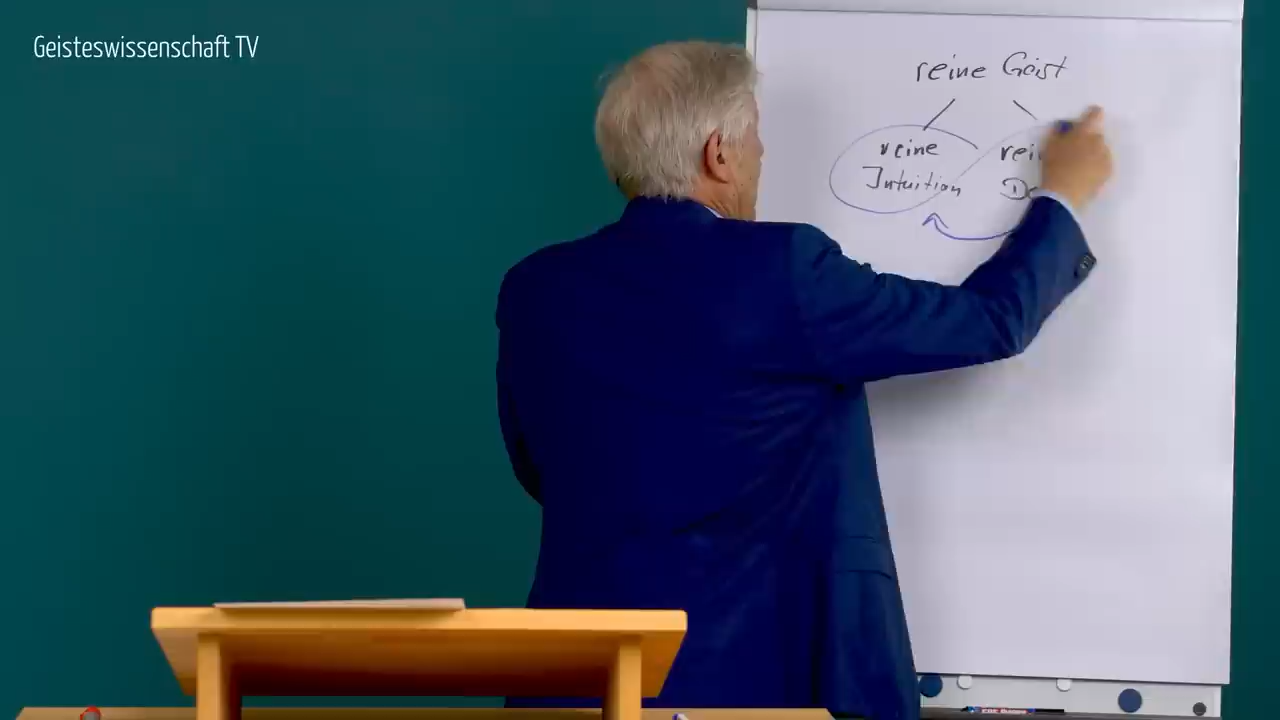 Geisteswissenschaft TV
reine Geist
reine
Intuition